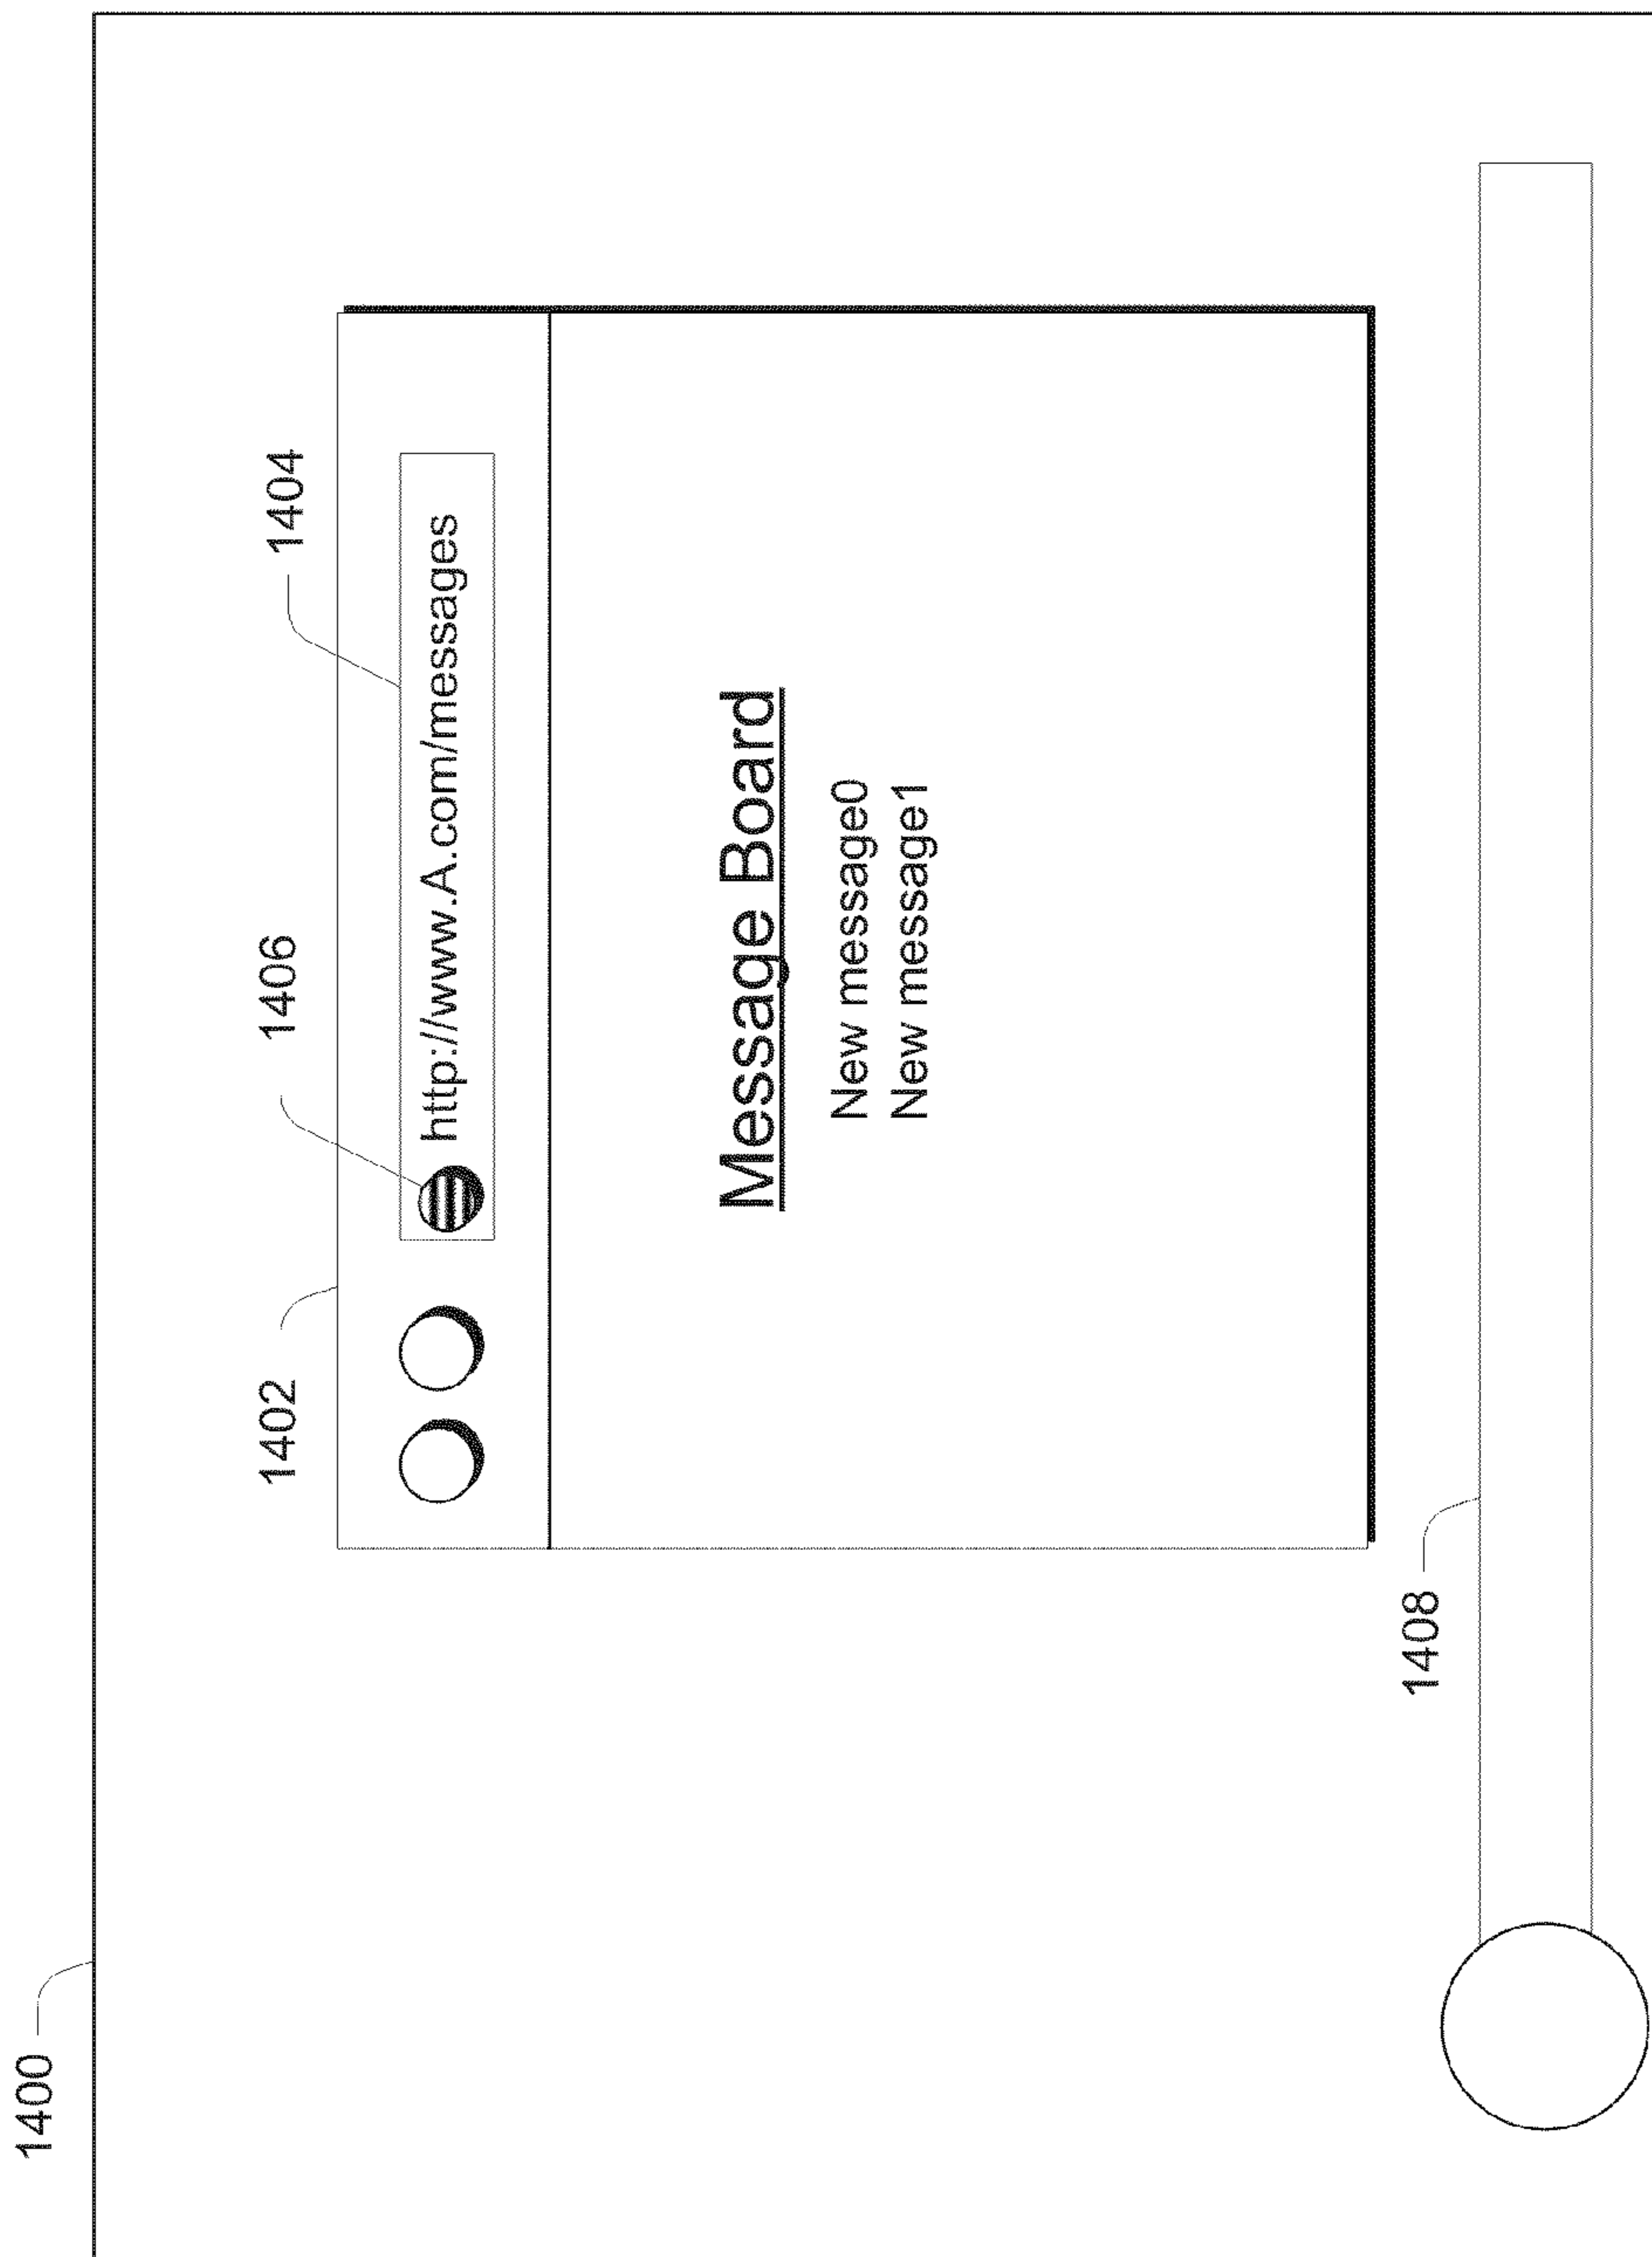 1400
1402
1406
1404
http://www.A.com/messages
Message Board
New message0
New message1
1408